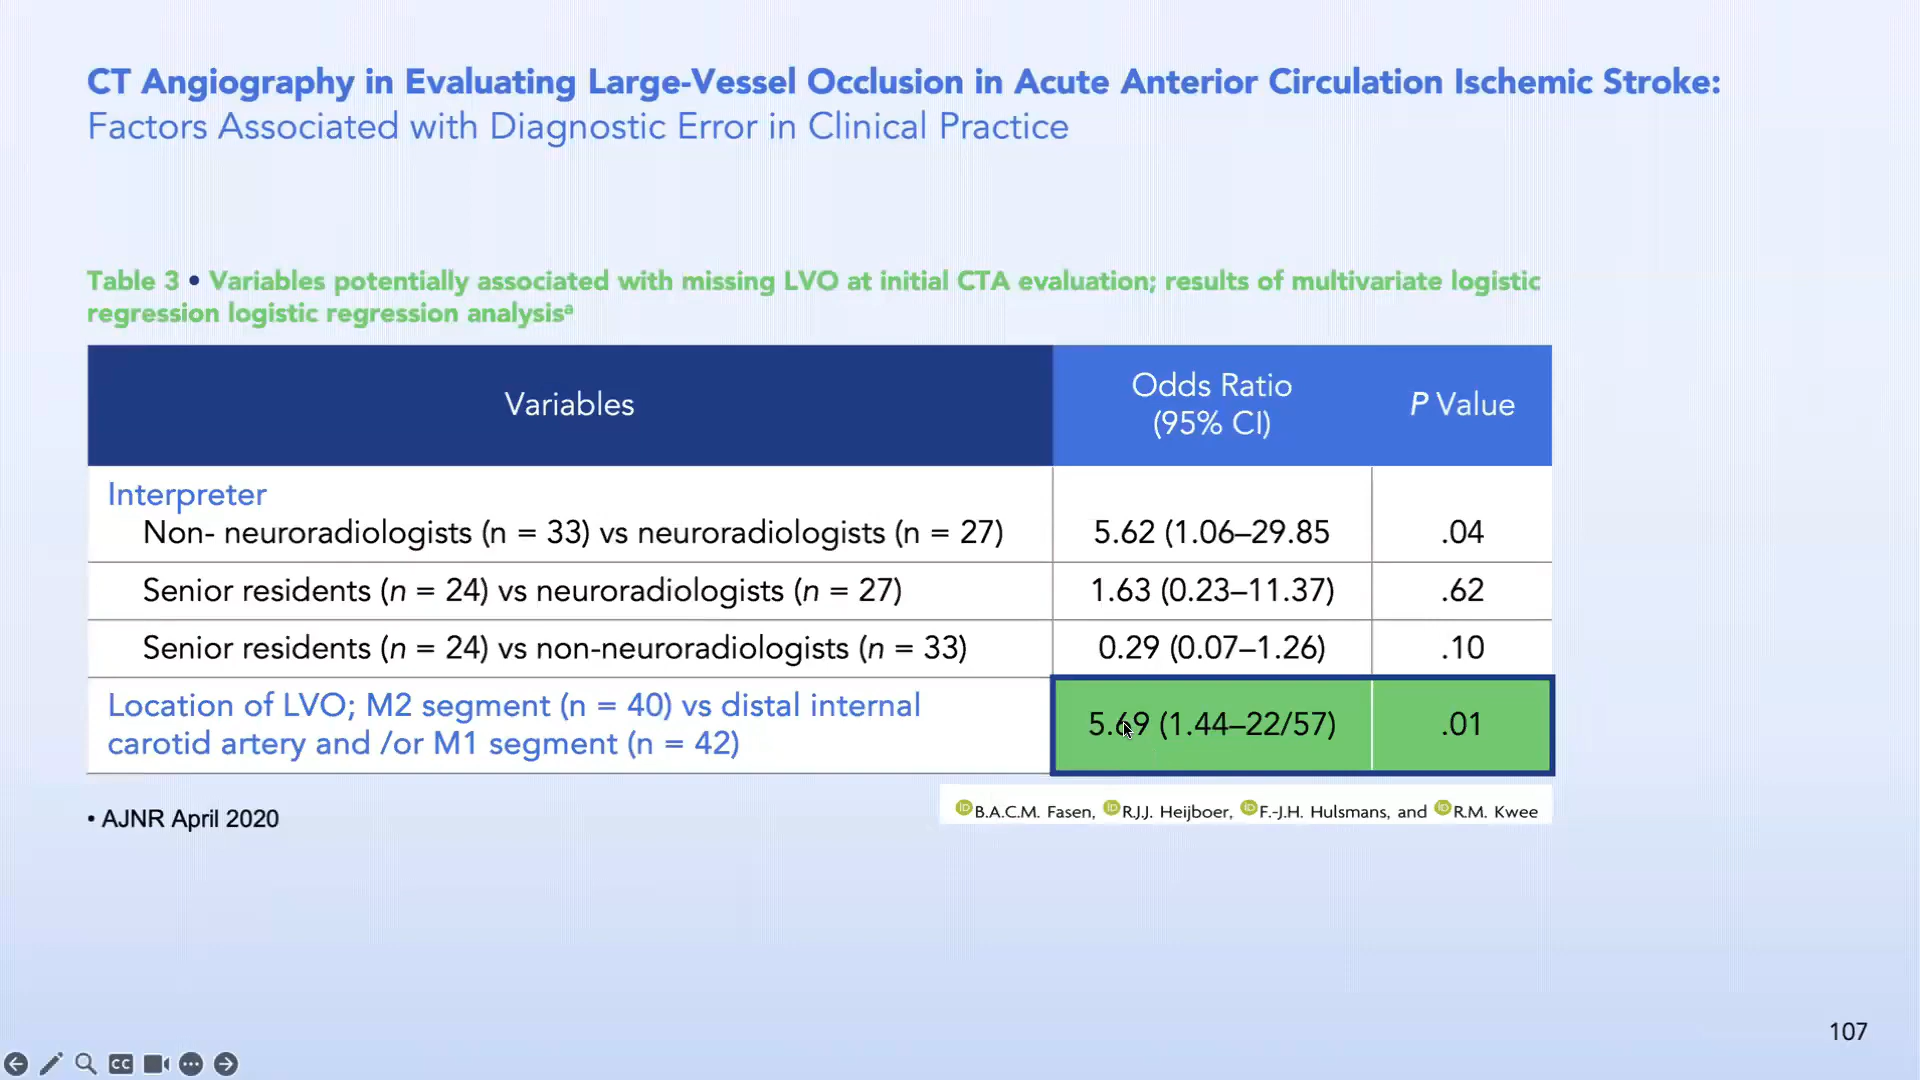 CT Angiography in Evaluating Large-Vessel Occlusion in Acute Anterior Circulation Ischemic Stroke:
Factors Associated with Diagnostic Error in Clinical Practice
Table 3 • Variables potentially associated with missing LVO at initial CTA evaluation; results of multivariate logistic
regression logistic regression analysisª
Variables
Odds Ratio
(95% CI)
P Value
Interpreter
Non- neuroradiologists (n = 33) vs neuroradiologists (n = 27)
5.62 (1.06–29.85
.04
Senior residents (n = 24) vs neuroradiologists (n = 27)
1.63 (0.23–11.37)
.62
Senior residents (n = 24) vs non-neuroradiologists (n = 33)
0.29 (0.07–1.26)
.10
Location of LVO; M2 segment (n = 40) vs distal internal
carotid artery and /or M1 segment (n = 42)
5.69 (1.44–22/57)
.01
• AJNR April 2020
iD B.A.C.M. Fasen, iD R.J.J. Heijboer, iD F.-J.H. Hulsmans, and iD R.M. Kwee
107
CC